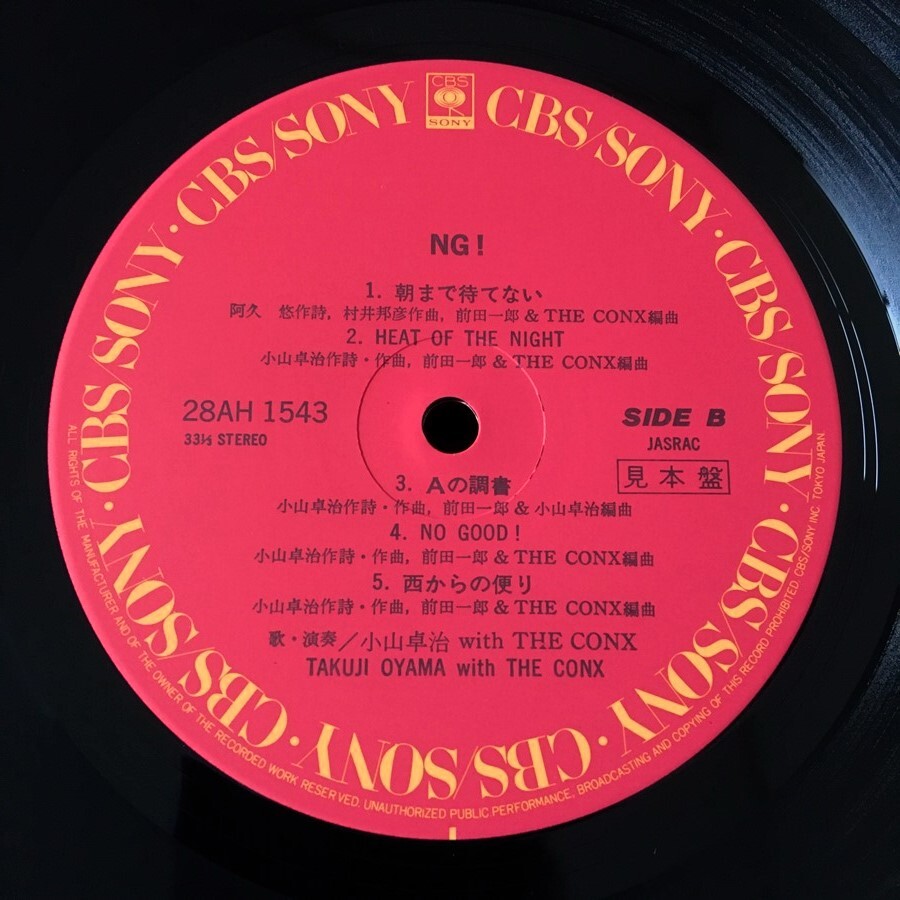 CBS
SONY
CBS/SONY · CBS/SONY · CBS/SONY · CBS/SONY · CBS/SONY · CBS/SONY · CBS/SONY · CBS/SONY
NG!
1. 朝まで待てない
阿久 悠作詩, 村井邦彦作曲, 前田一郎 & THE CONX編曲
2. HEAT OF THE NIGHT
小山卓治作詩・作曲, 前田一郎 & THE CONX編曲
28AH 1543
33⅓ STEREO
SIDE B
JASRAC
見本盤
3. Aの調書
小山卓治作詩・作曲, 前田一郎 & 小山卓治編曲
4. NO GOOD!
小山卓治作詩・作曲, 前田一郎 & THE CONX編曲
5. 西からの便り
小山卓治作詩・作曲, 前田一郎 & THE CONX編曲
歌・演奏/小山卓治 with THE CONX
TAKUJI OYAMA with THE CONX
ALL RIGHTS OF THE MANUFACTURER AND OF THE OWNER OF THE RECORDED WORK RESERVED. UNAUTHORIZED PUBLIC PERFORMANCE, BROADCASTING AND COPYING OF THIS RECORD PROHIBITED. CBS/SONY INC. TOKYO JAPAN.